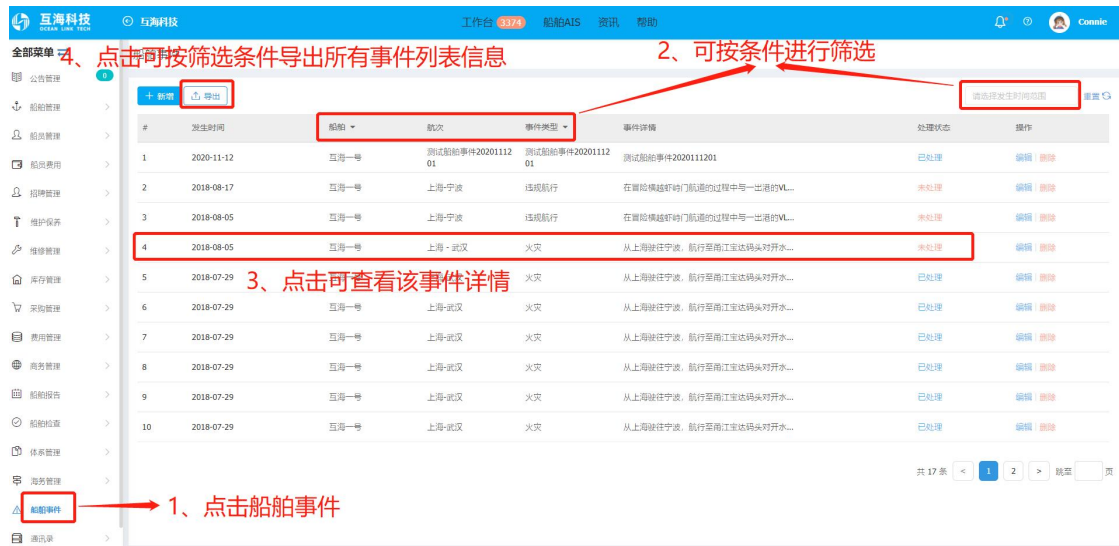 互海科技
OCEAN LINK TECH
互海科技
工作台 3374 船舶AIS 资讯 帮助
Connie
全部菜单
4、点击可按筛选条件导出所有事件列表信息
2、可按条件进行筛选
公告管理 0
船舶管理
船员管理
船员费用
招聘管理
维护保养
维修管理
库存管理
采购管理
费用管理
商务管理
船舶报告
船舶检查
体系管理
海务管理
船舶事件
通讯录
+ 新增 导出
请选择发生时间范围 重置
# 发生时间 船舶 航次 事件类型 事件详情 处理状态 操作
1 2020-11-12 互海一号 测试船舶事件2020111201 测试船舶事件2020111201 测试船舶事件2020111201 已处理 编辑 | 删除
2 2018-08-17 互海一号 上海-宁波 违规航行 在冒险横越虾峙门航道的过程中与一出港的VL... 未处理 编辑 | 删除
3 2018-08-05 互海一号 上海-宁波 违规航行 在冒险横越虾峙门航道的过程中与一出港的VL... 未处理 编辑 | 删除
4 2018-08-05 互海一号 上海 - 武汉 火灾 从上海驶往宁波，航行至甬江宝达码头对开水... 未处理 编辑 | 删除
5 2018-07-29 火灾 从上海驶往宁波，航行至甬江宝达码头对开水... 已处理 编辑 | 删除
3、点击可查看该事件详情
6 2018-07-29 互海一号 上海-武汉 火灾 从上海驶往宁波，航行至甬江宝达码头对开水... 已处理 编辑 | 删除
7 2018-07-29 互海一号 上海-武汉 火灾 从上海驶往宁波，航行至甬江宝达码头对开水... 已处理 编辑 | 删除
8 2018-07-29 互海一号 上海-武汉 火灾 从上海驶往宁波，航行至甬江宝达码头对开水... 已处理 编辑 | 删除
9 2018-07-29 互海一号 上海-武汉 火灾 从上海驶往宁波，航行至甬江宝达码头对开水... 已处理 编辑 | 删除
10 2018-07-29 互海一号 上海-武汉 火灾 从上海驶往宁波，航行至甬江宝达码头对开水... 已处理 编辑 | 删除
共 17 条 < 1 2 > 跳至 页
1、点击船舶事件